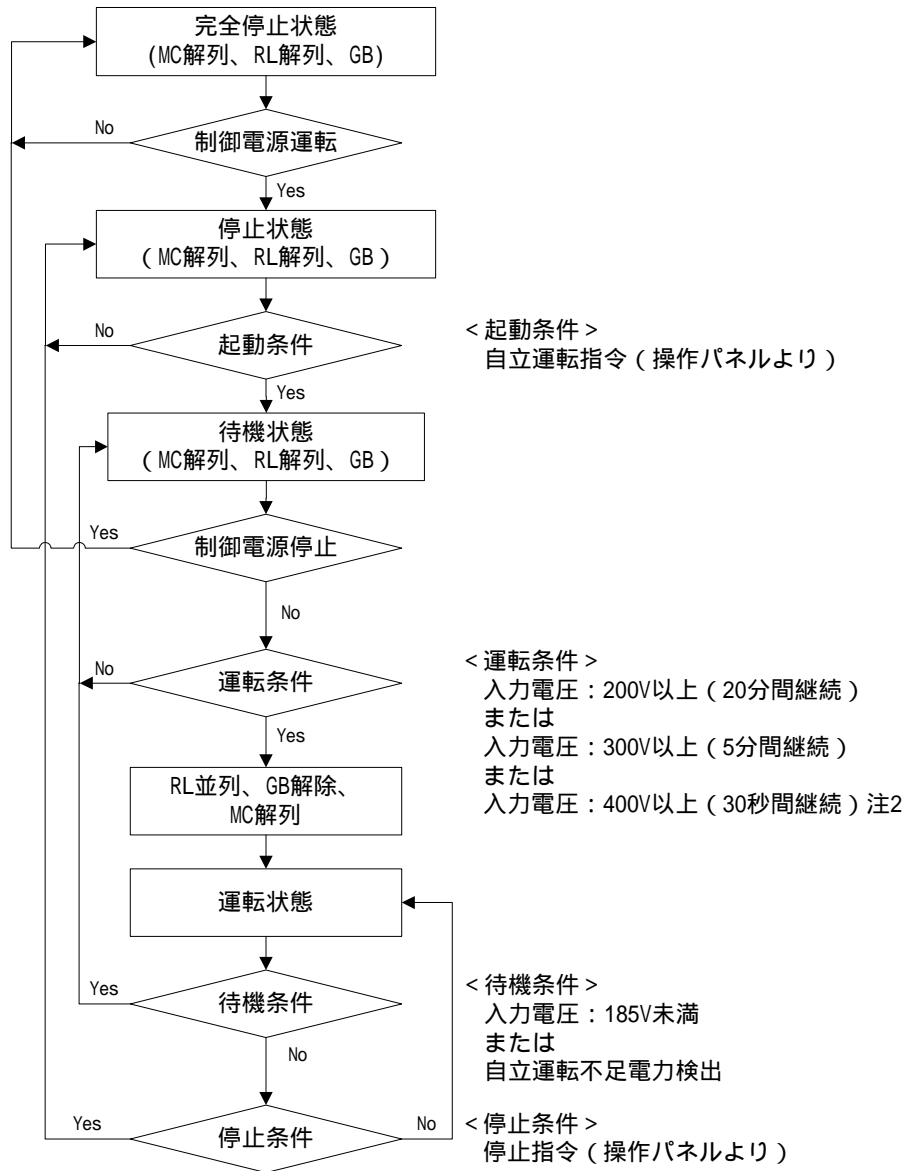 完全停止状態
(MC解列、RL解列、GB)
No
制御電源運転
Yes
停止状態
(MC解列、RL解列、GB)
No
起動条件
<起動条件>
自立運転指令(操作パネルより)
Yes
待機状態
(MC解列、RL解列、GB)
Yes
制御電源停止
No
No
運転条件
<運転条件>
入力電圧:200V以上(20分間継続)
または
入力電圧:300V以上(5分間継続)
または
入力電圧:400V以上(30秒間継続)注2
Yes
RL並列、GB解除、
MC解列
運転状態
Yes
待機条件
<待機条件>
入力電圧:185V未満
または
自立運転不足電力検出
No
Yes
停止条件
No
<停止条件>
停止指令(操作パネルより)